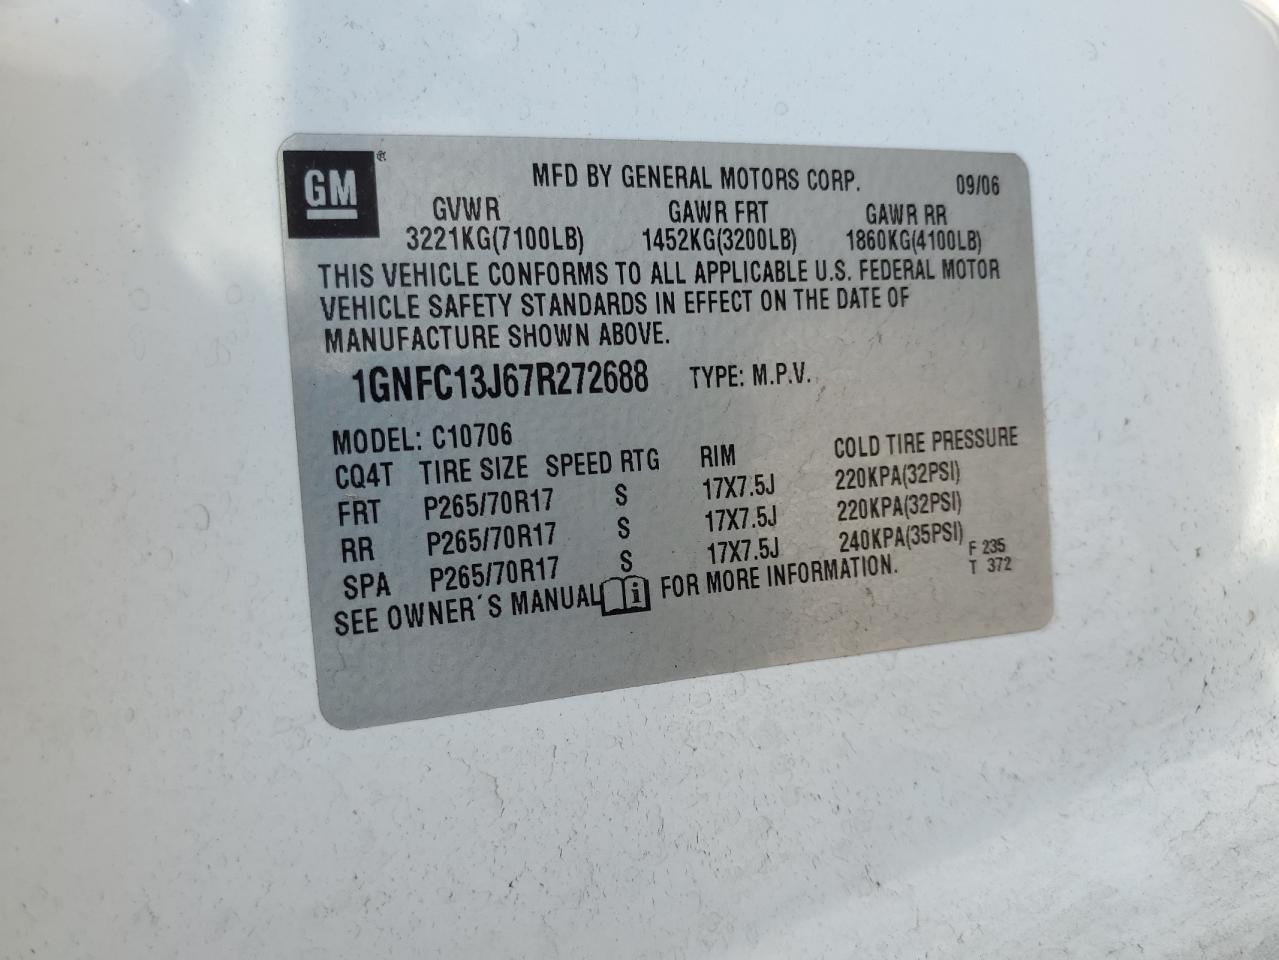 GM ®
MFD BY GENERAL MOTORS CORP. 09/06
GVWR GAWR FRT GAWR RR
3221KG(7100LB) 1452KG(3200LB) 1860KG(4100LB)
THIS VEHICLE CONFORMS TO ALL APPLICABLE U.S. FEDERAL MOTOR
VEHICLE SAFETY STANDARDS IN EFFECT ON THE DATE OF
MANUFACTURE SHOWN ABOVE.
1GNFC13J67R272688 TYPE: M.P.V.
MODEL: C10706
CQ4T TIRE SIZE SPEED RTG RIM COLD TIRE PRESSURE
FRT P265/70R17 S 17X7.5J 220KPA(32PSI)
RR P265/70R17 S 17X7.5J 220KPA(32PSI)
SPA P265/70R17 S 17X7.5J 240KPA(35PSI)
SEE OWNER´S MANUAL i FOR MORE INFORMATION.
F 235
T 372